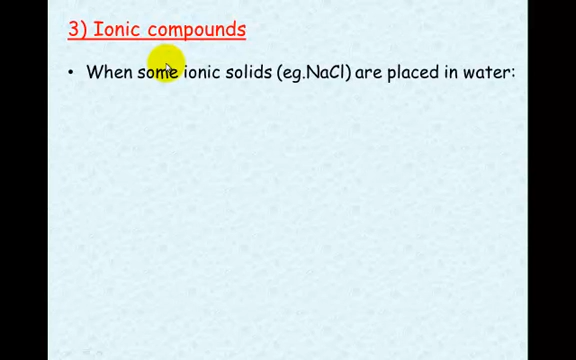 3) Ionic compounds
• When some ionic solids (eg.NaCl) are placed in water: